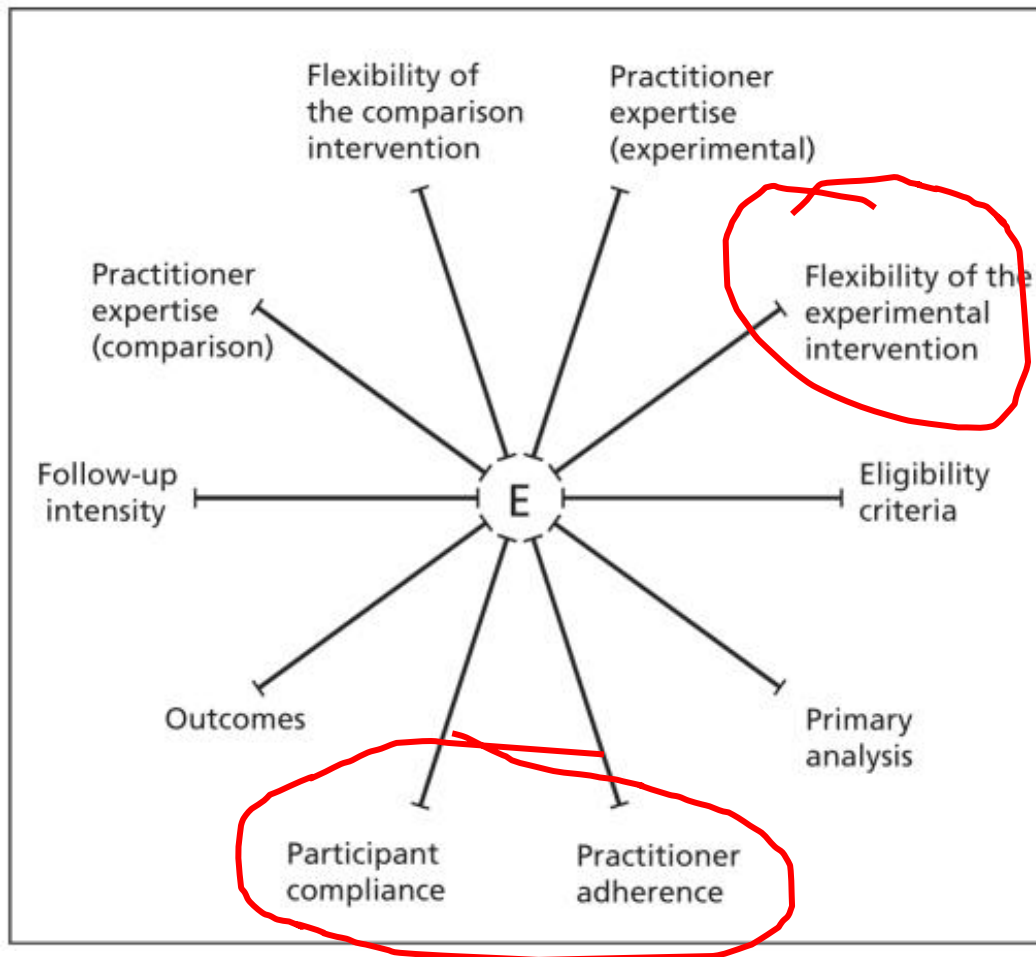 Flexibility of
the comparison
intervention
Practitioner
expertise
(experimental)
Practitioner
expertise
(comparison)
Flexibility of the
experimental
intervention
Follow-up
intensity
E
Eligibility
criteria
Outcomes
Primary
analysis
Participant
compliance
Practitioner
adherence